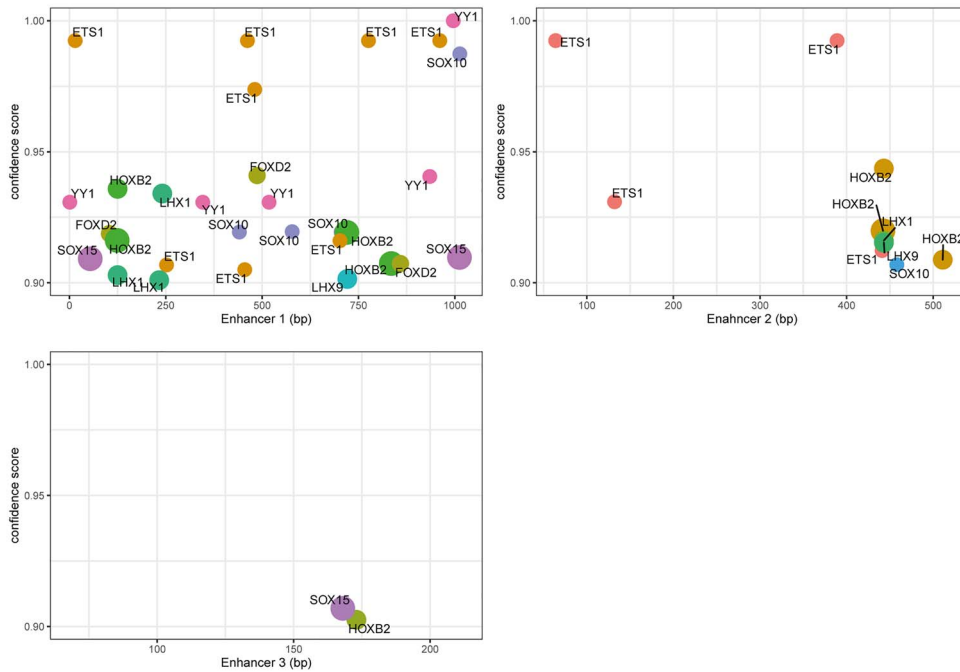 1.00
0.95
0.90
confidence score
ETS1
ETS1
ETS1
ETS1
YY1
SOX10
ETS1
FOXD2
HOXB2
LHX1
YY1
YY1
YY1
YY1
FOXD2
HOXB2
SOX10
SOX10
SOX10
HOXB2
ETS1
SOX15
SOX15
LHX1
LHX1
ETS1
ETS1
HOXB2
LHX9
FOXD2
0
250
500
750
1000
Enhancer 1 (bp)
1.00
0.95
0.90
confidence score
ETS1
ETS1
ETS1
HOXB2
HOXB2
LHX1
ETS1
LHX9
SOX10
HOXB2
100
200
300
400
500
Enahncer 2 (bp)
1.00
0.95
0.90
confidence score
SOX15
HOXB2
100
150
200
Enhancer 3 (bp)